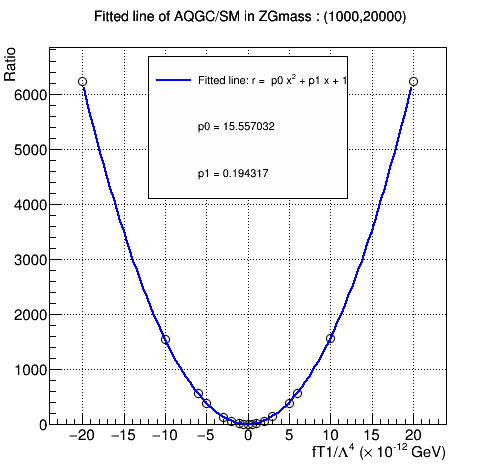 Fitted line of AQGC/SM in ZGmass : (1000,20000)
Ratio
Fitted line: r =  p0 x² + p1 x + 1
p0 = 15.557032
p1 = 0.194317
6000
5000
4000
3000
2000
1000
0
−20 −15 −10 −5 0 5 10 15 20
fT1/Λ⁴ (× 10⁻¹² GeV)